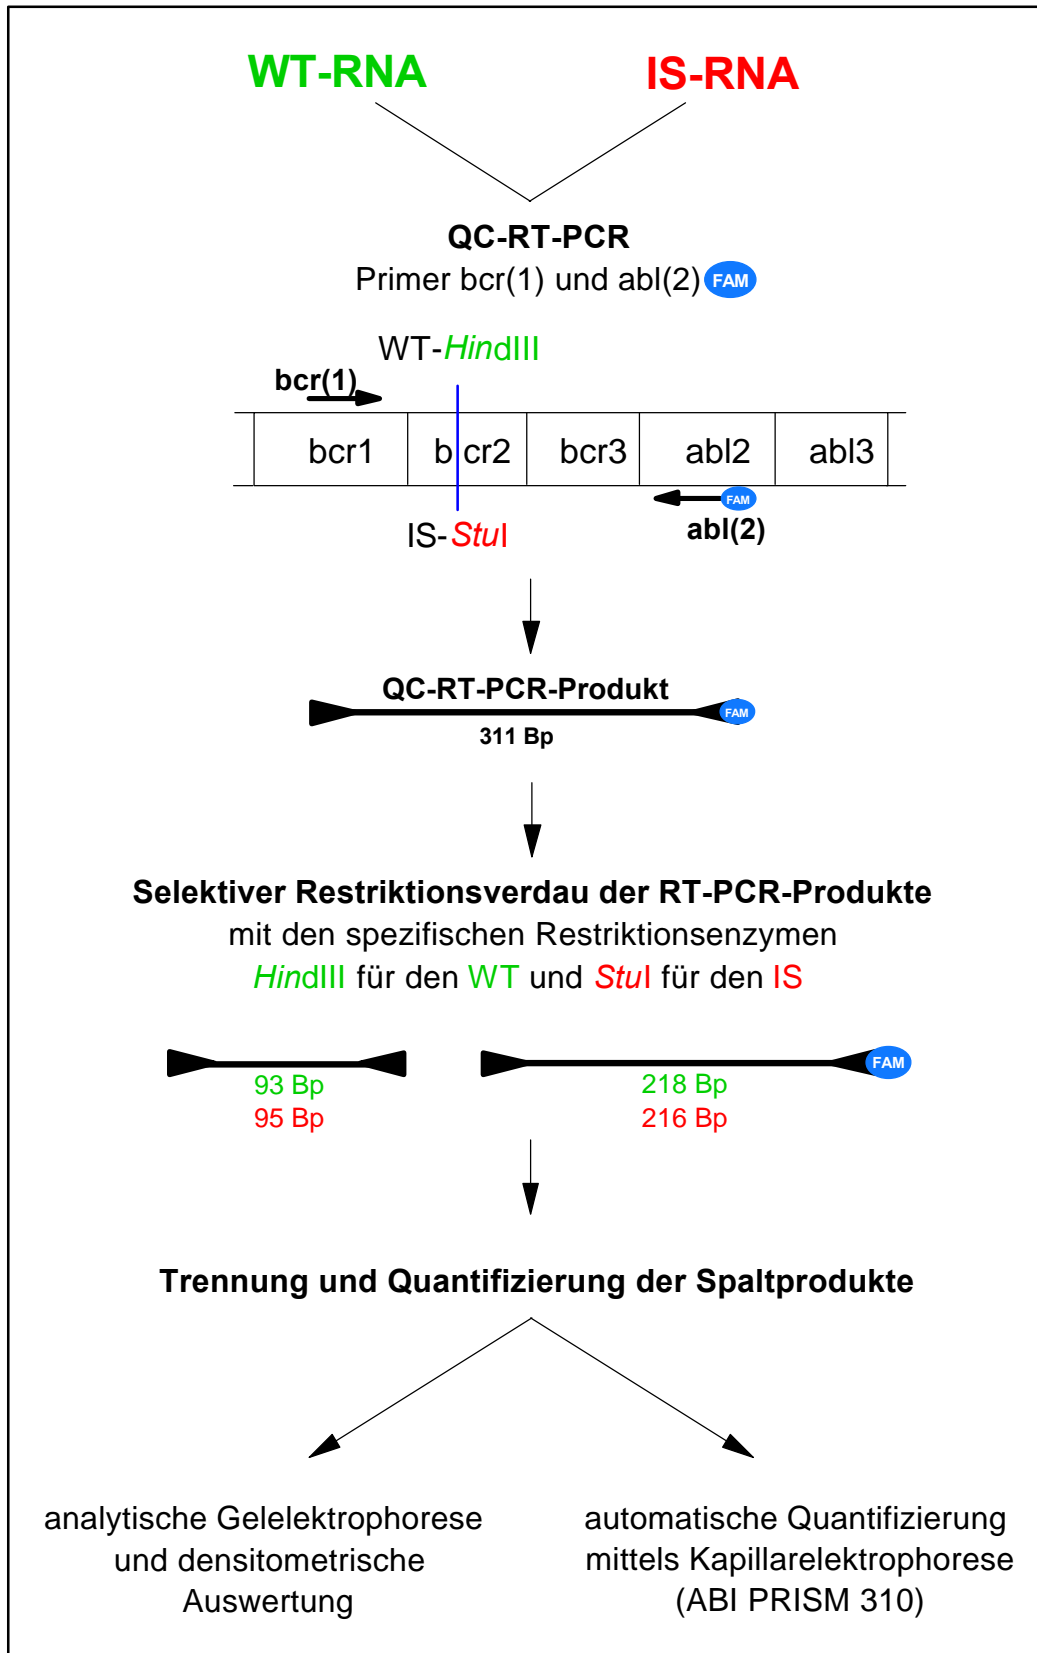 WT-RNA IS-RNA
QC-RT-PCR
Primer bcr(1) und abl(2) FAM
WT-HindIII
bcr(1)
bcr1 bcr2 bcr3 abl2 abl3
FAM
abl(2)
IS-StuI
QC-RT-PCR-Produkt
FAM
311 Bp
Selektiver Restriktionsverdau der RT-PCR-Produkte
mit den spezifischen Restriktionsenzymen
HindIII für den WT und StuI für den IS
FAM
93 Bp 218 Bp
95 Bp 216 Bp
Trennung und Quantifizierung der Spaltprodukte
analytische Gelelektrophorese
und densitometrische
Auswertung
automatische Quantifizierung
mittels Kapillarelektrophorese
(ABI PRISM 310)